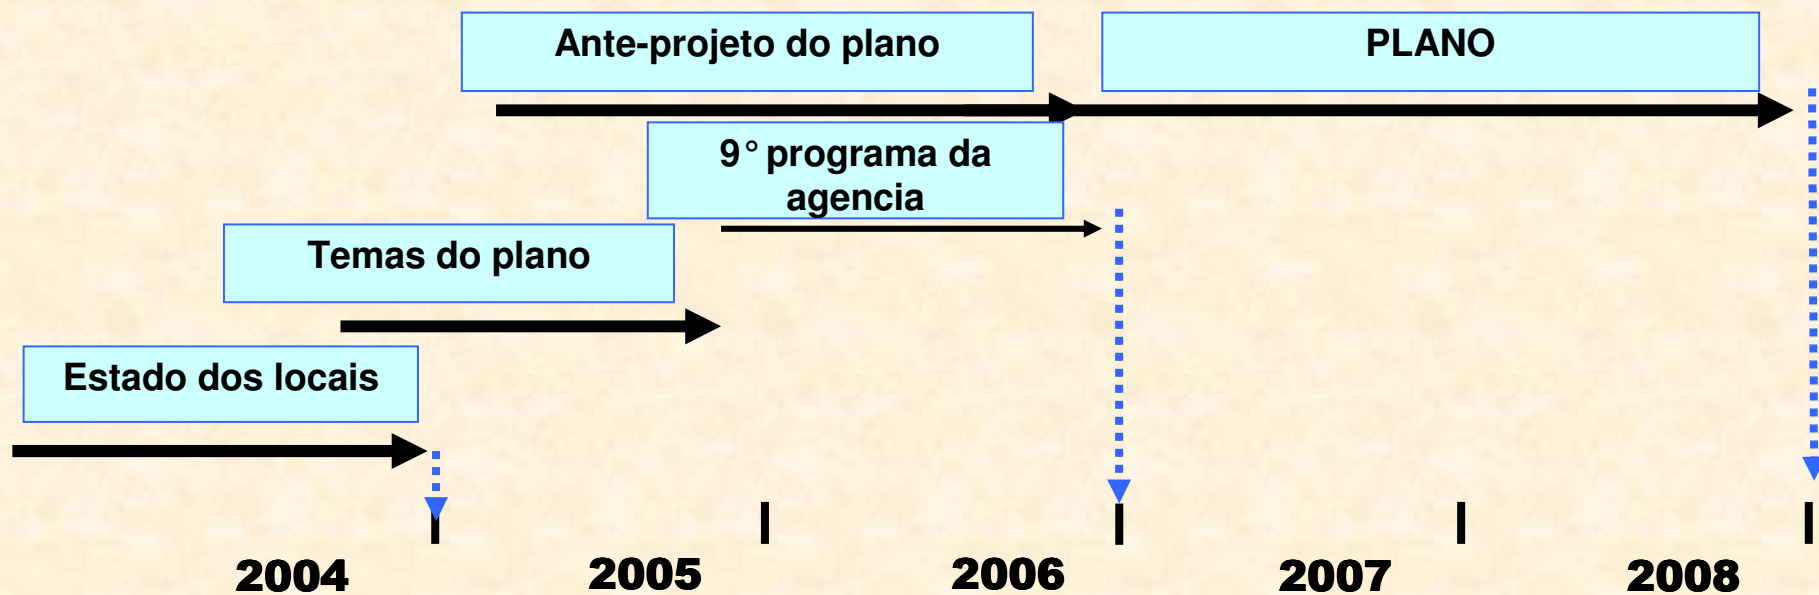 Ante-projeto do plano
PLANO
9° programa da
agencia
Temas do plano
Estado dos locais
2004
2005
2006
2007
2008